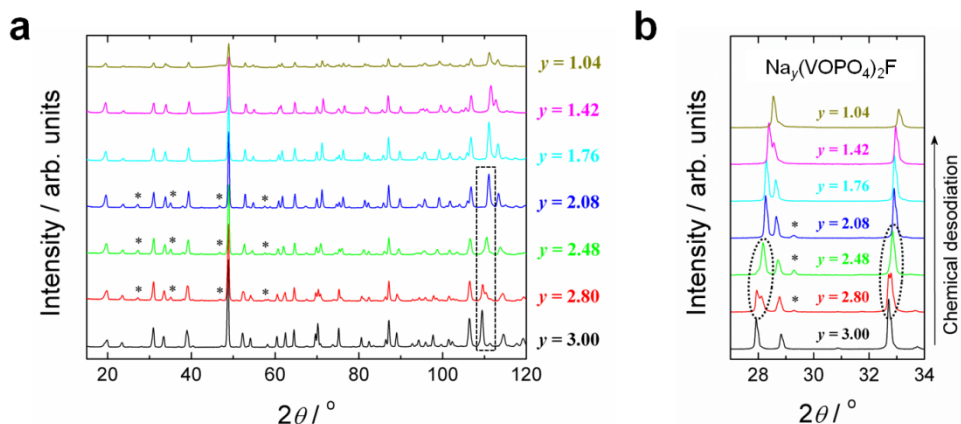 a
Intensity / arb. units
* * * *
* * * *
* * * *
y = 1.04
y = 1.42
y = 1.76
y = 2.08
y = 2.48
y = 2.80
y = 3.00
20 40 60 80 100 120
2θ / °
b
Intensity / arb. units
Naᵧ(VOPO₄)₂F
y = 1.04
y = 1.42
y = 1.76
y = 2.08
*
y = 2.48
*
y = 2.80
*
y = 3.00
28 30 32 34
2θ / °
Chemical desodiation